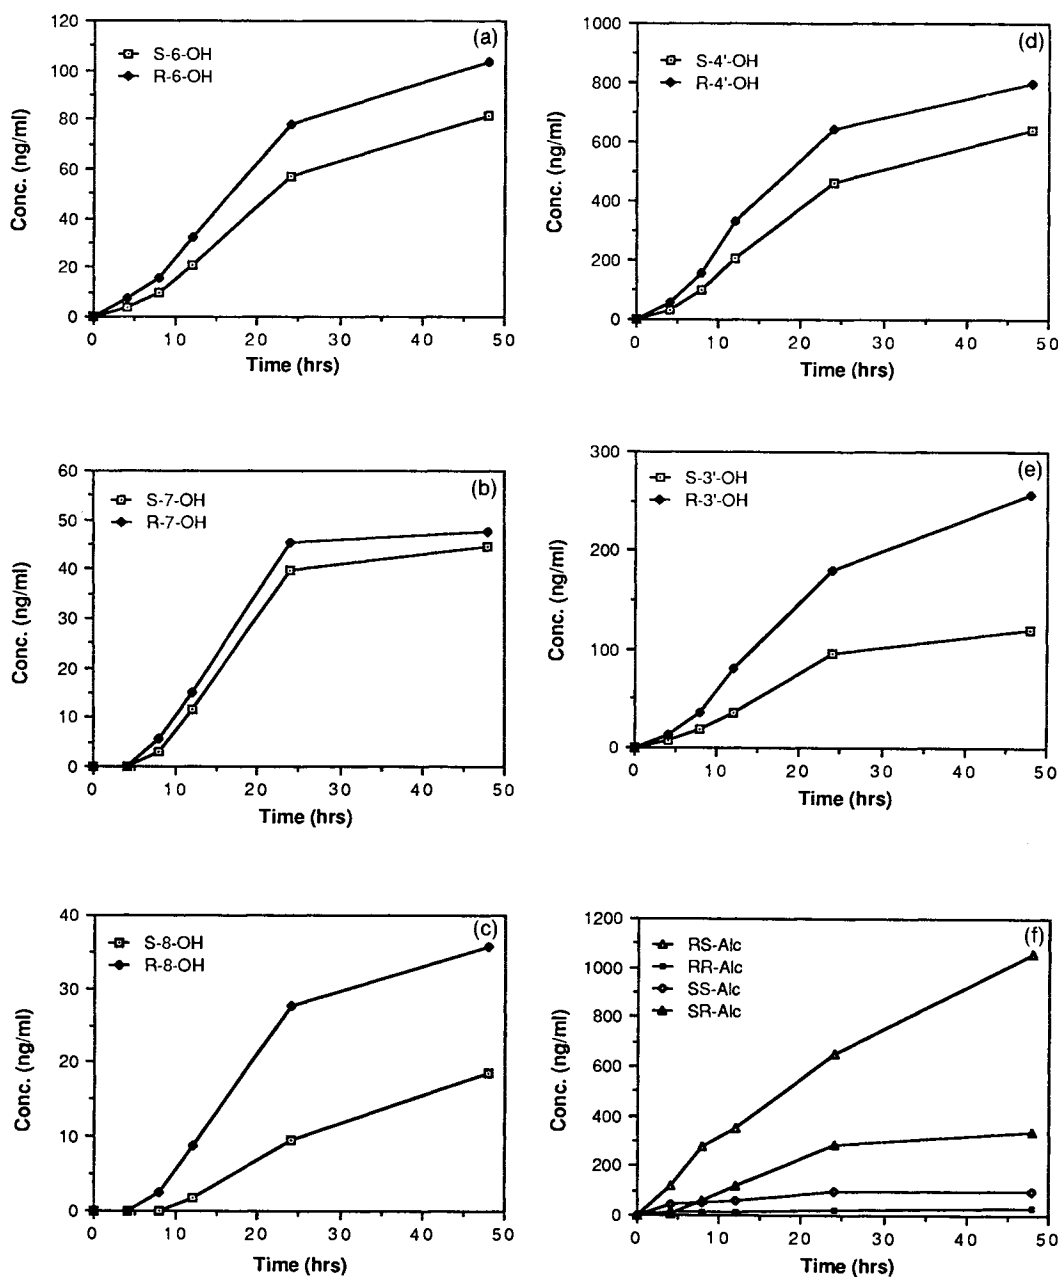 (a)
S-6-OH
R-6-OH
120
100
80
60
40
20
0
Conc. (ng/ml)
0 10 20 30 40 50
Time (hrs)
(d)
S-4'-OH
R-4'-OH
1000
800
600
400
200
0
Conc. (ng/ml)
0 10 20 30 40 50
Time (hrs)
(b)
S-7-OH
R-7-OH
60
50
40
30
20
10
0
Conc. (ng/ml)
0 10 20 30 40 50
Time (hrs)
(e)
S-3'-OH
R-3'-OH
300
200
100
0
Conc. (ng/ml)
0 10 20 30 40 50
Time (hrs)
(c)
S-8-OH
R-8-OH
40
30
20
10
0
Conc. (ng/ml)
0 10 20 30 40 50
Time (hrs)
(f)
RS-Alc
RR-Alc
SS-Alc
SR-Alc
1200
1000
800
600
400
200
0
Conc. (ng/ml)
0 10 20 30 40 50
Time (hrs)